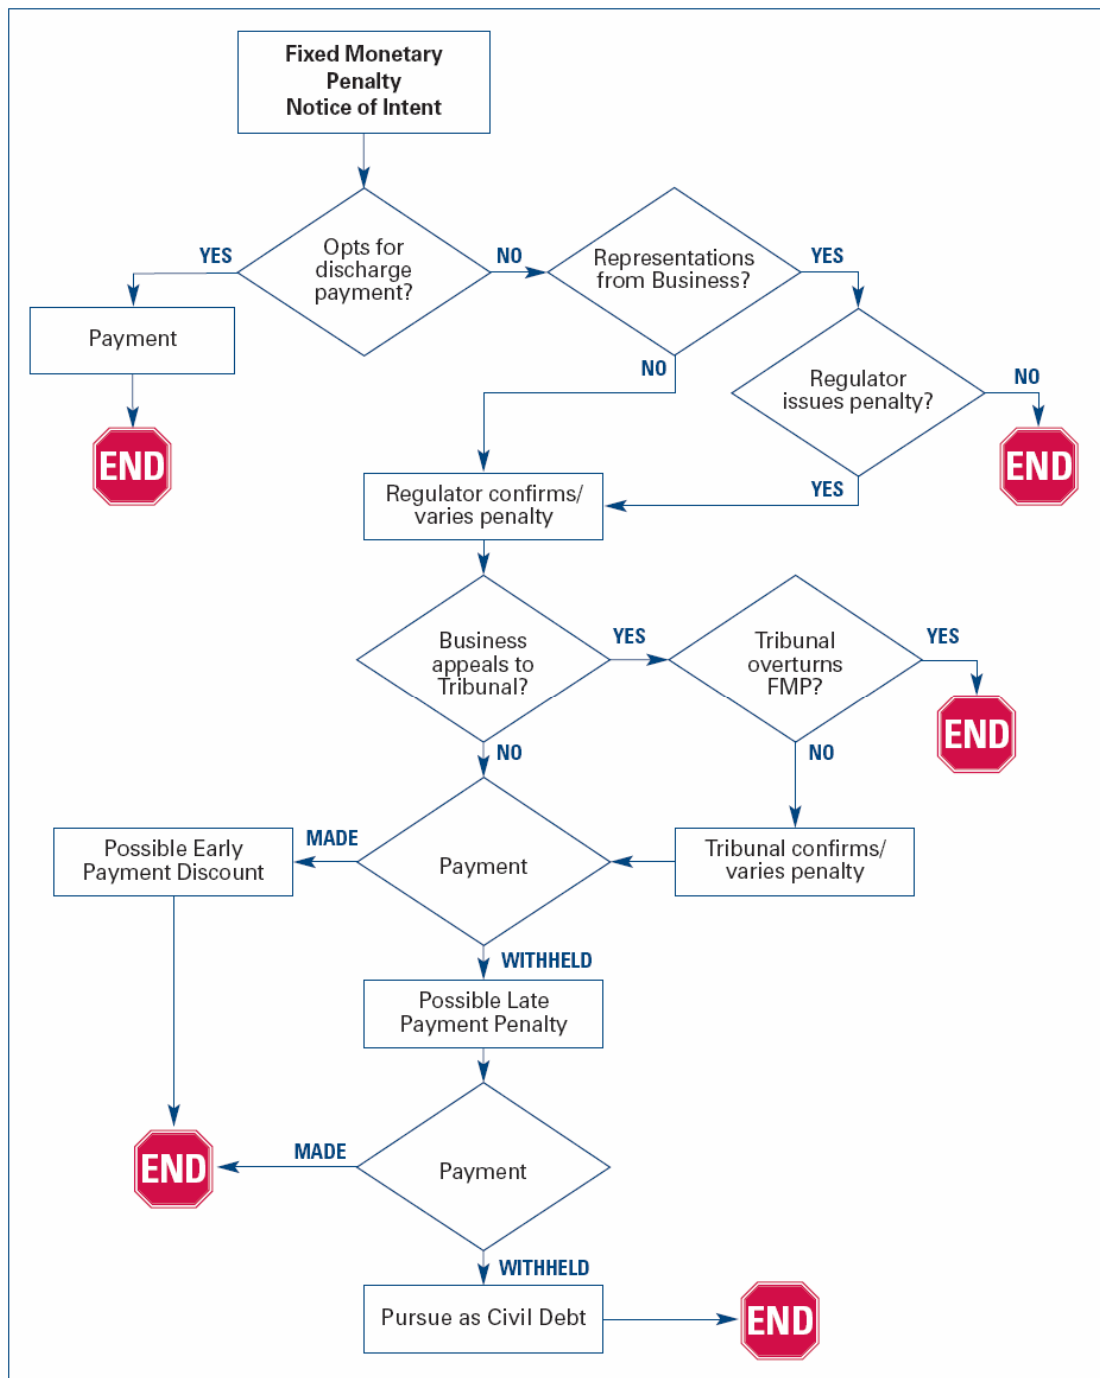 Fixed Monetary
Penalty
Notice of Intent
YES
Opts for
discharge
payment?
NO
Representations
from Business?
YES
Payment
NO
Regulator
issues penalty?
NO
END
END
Regulator confirms/
varies penalty
YES
Business
appeals to
Tribunal?
YES
Tribunal
overturns
FMP?
YES
END
NO
NO
Possible Early
Payment Discount
MADE
Payment
Tribunal confirms/
varies penalty
WITHHELD
Possible Late
Payment Penalty
END
MADE
Payment
WITHHELD
Pursue as Civil Debt
END